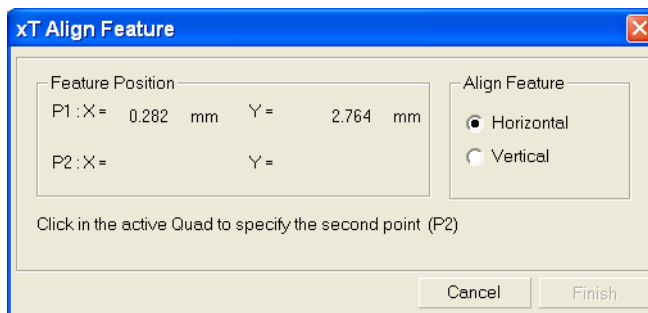 xT Align Feature
Feature Position
P1 : X = 0.282 mm Y = 2.764 mm
P2 : X = Y =
Align Feature
Horizontal
Vertical
Click in the active Quad to specify the second point (P2)
Cancel Finish